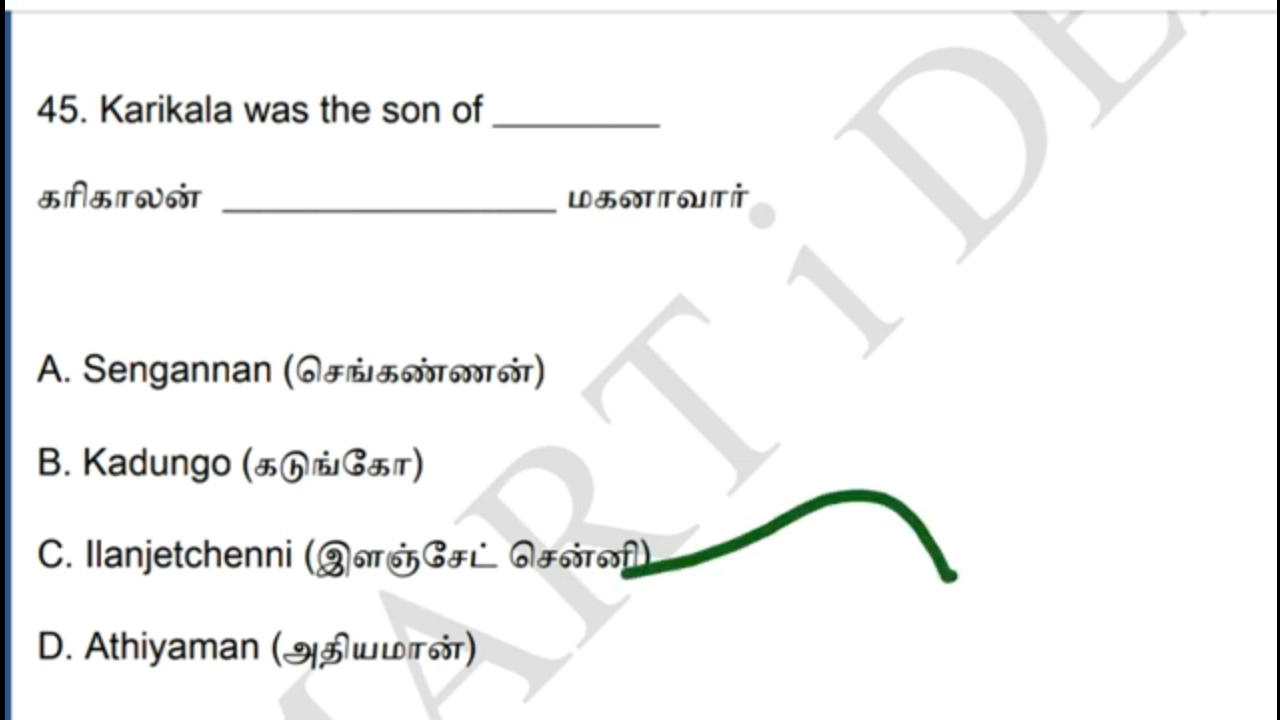 45. Karikala was the son of ________
கரிகாலன் ________________ மகனாவார்
A. Sengannan (செங்கண்ணன்)
B. Kadungo (கடுங்கோ)
C. Ilanjetchenni (இளஞ்சேட் சென்னி)
D. Athiyaman (அதியமான்)